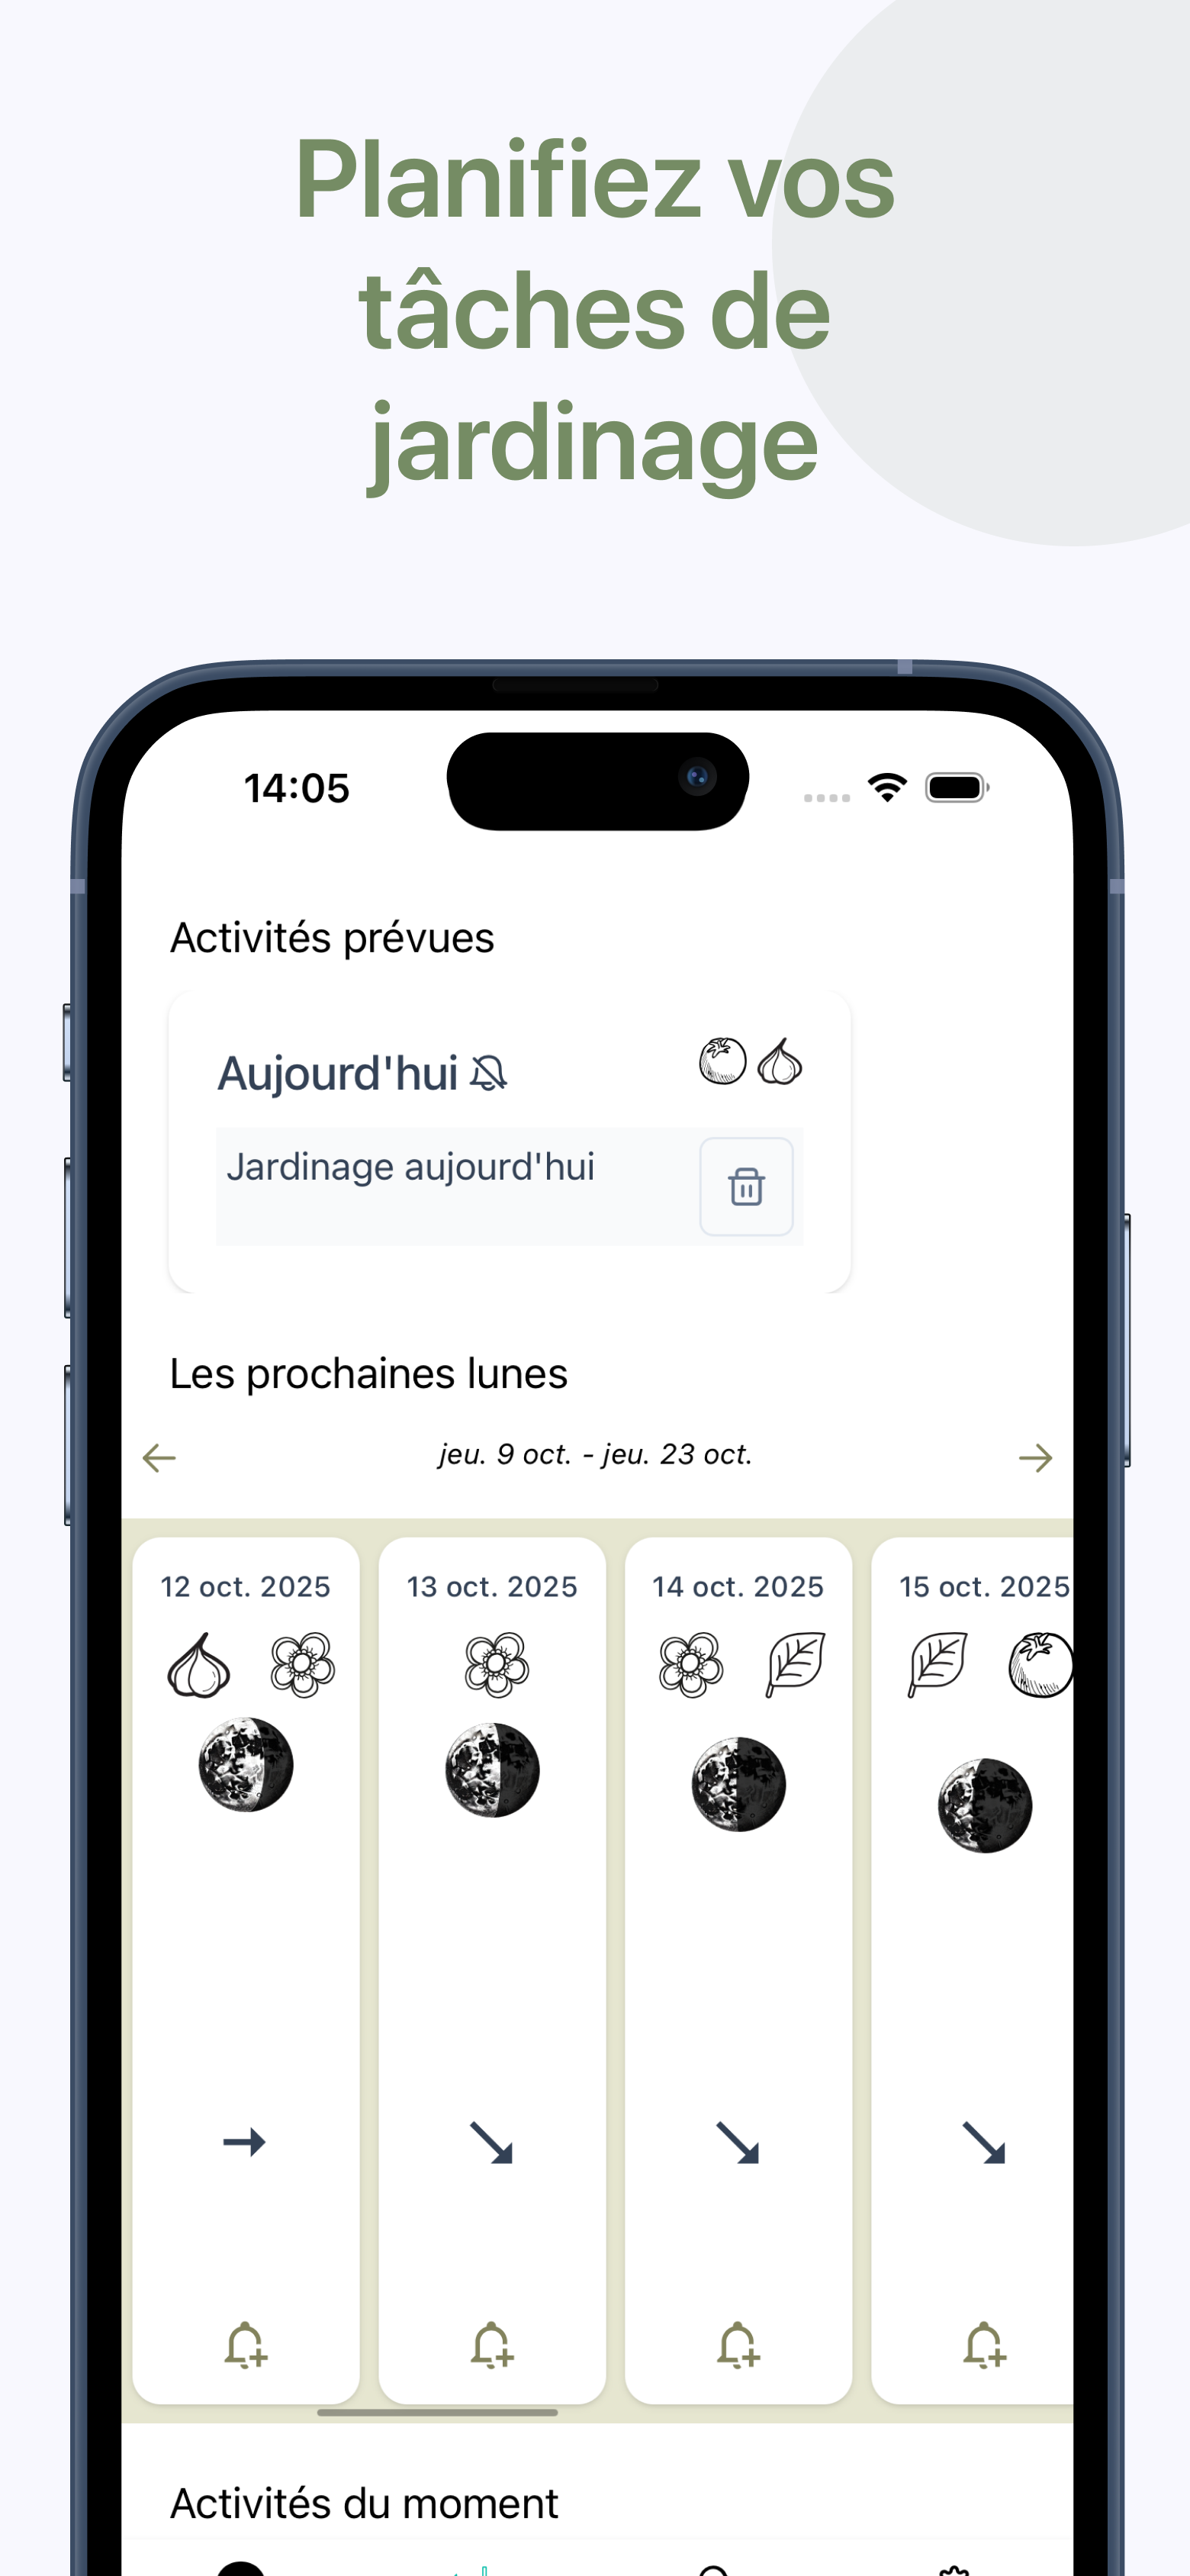 Planifiez vos
tâches de
jardinage
14:05
Activités prévues
Aujourd'hui
Jardinage aujourd'hui
Les prochaines lunes
jeu. 9 oct. - jeu. 23 oct.
12 oct. 2025
13 oct. 2025
14 oct. 2025
15 oct. 2025
Activités du moment